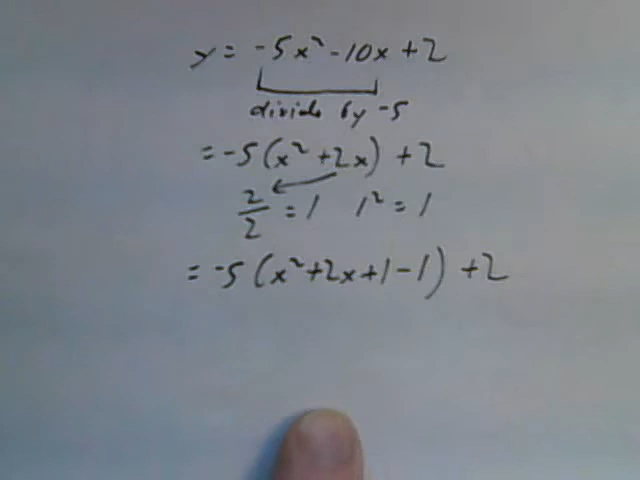 y = -5x² - 10x + 2
divide by -5
= -5(x² + 2x) + 2
2/2 = 1 1² = 1
= -5(x² + 2x + 1 - 1) + 2